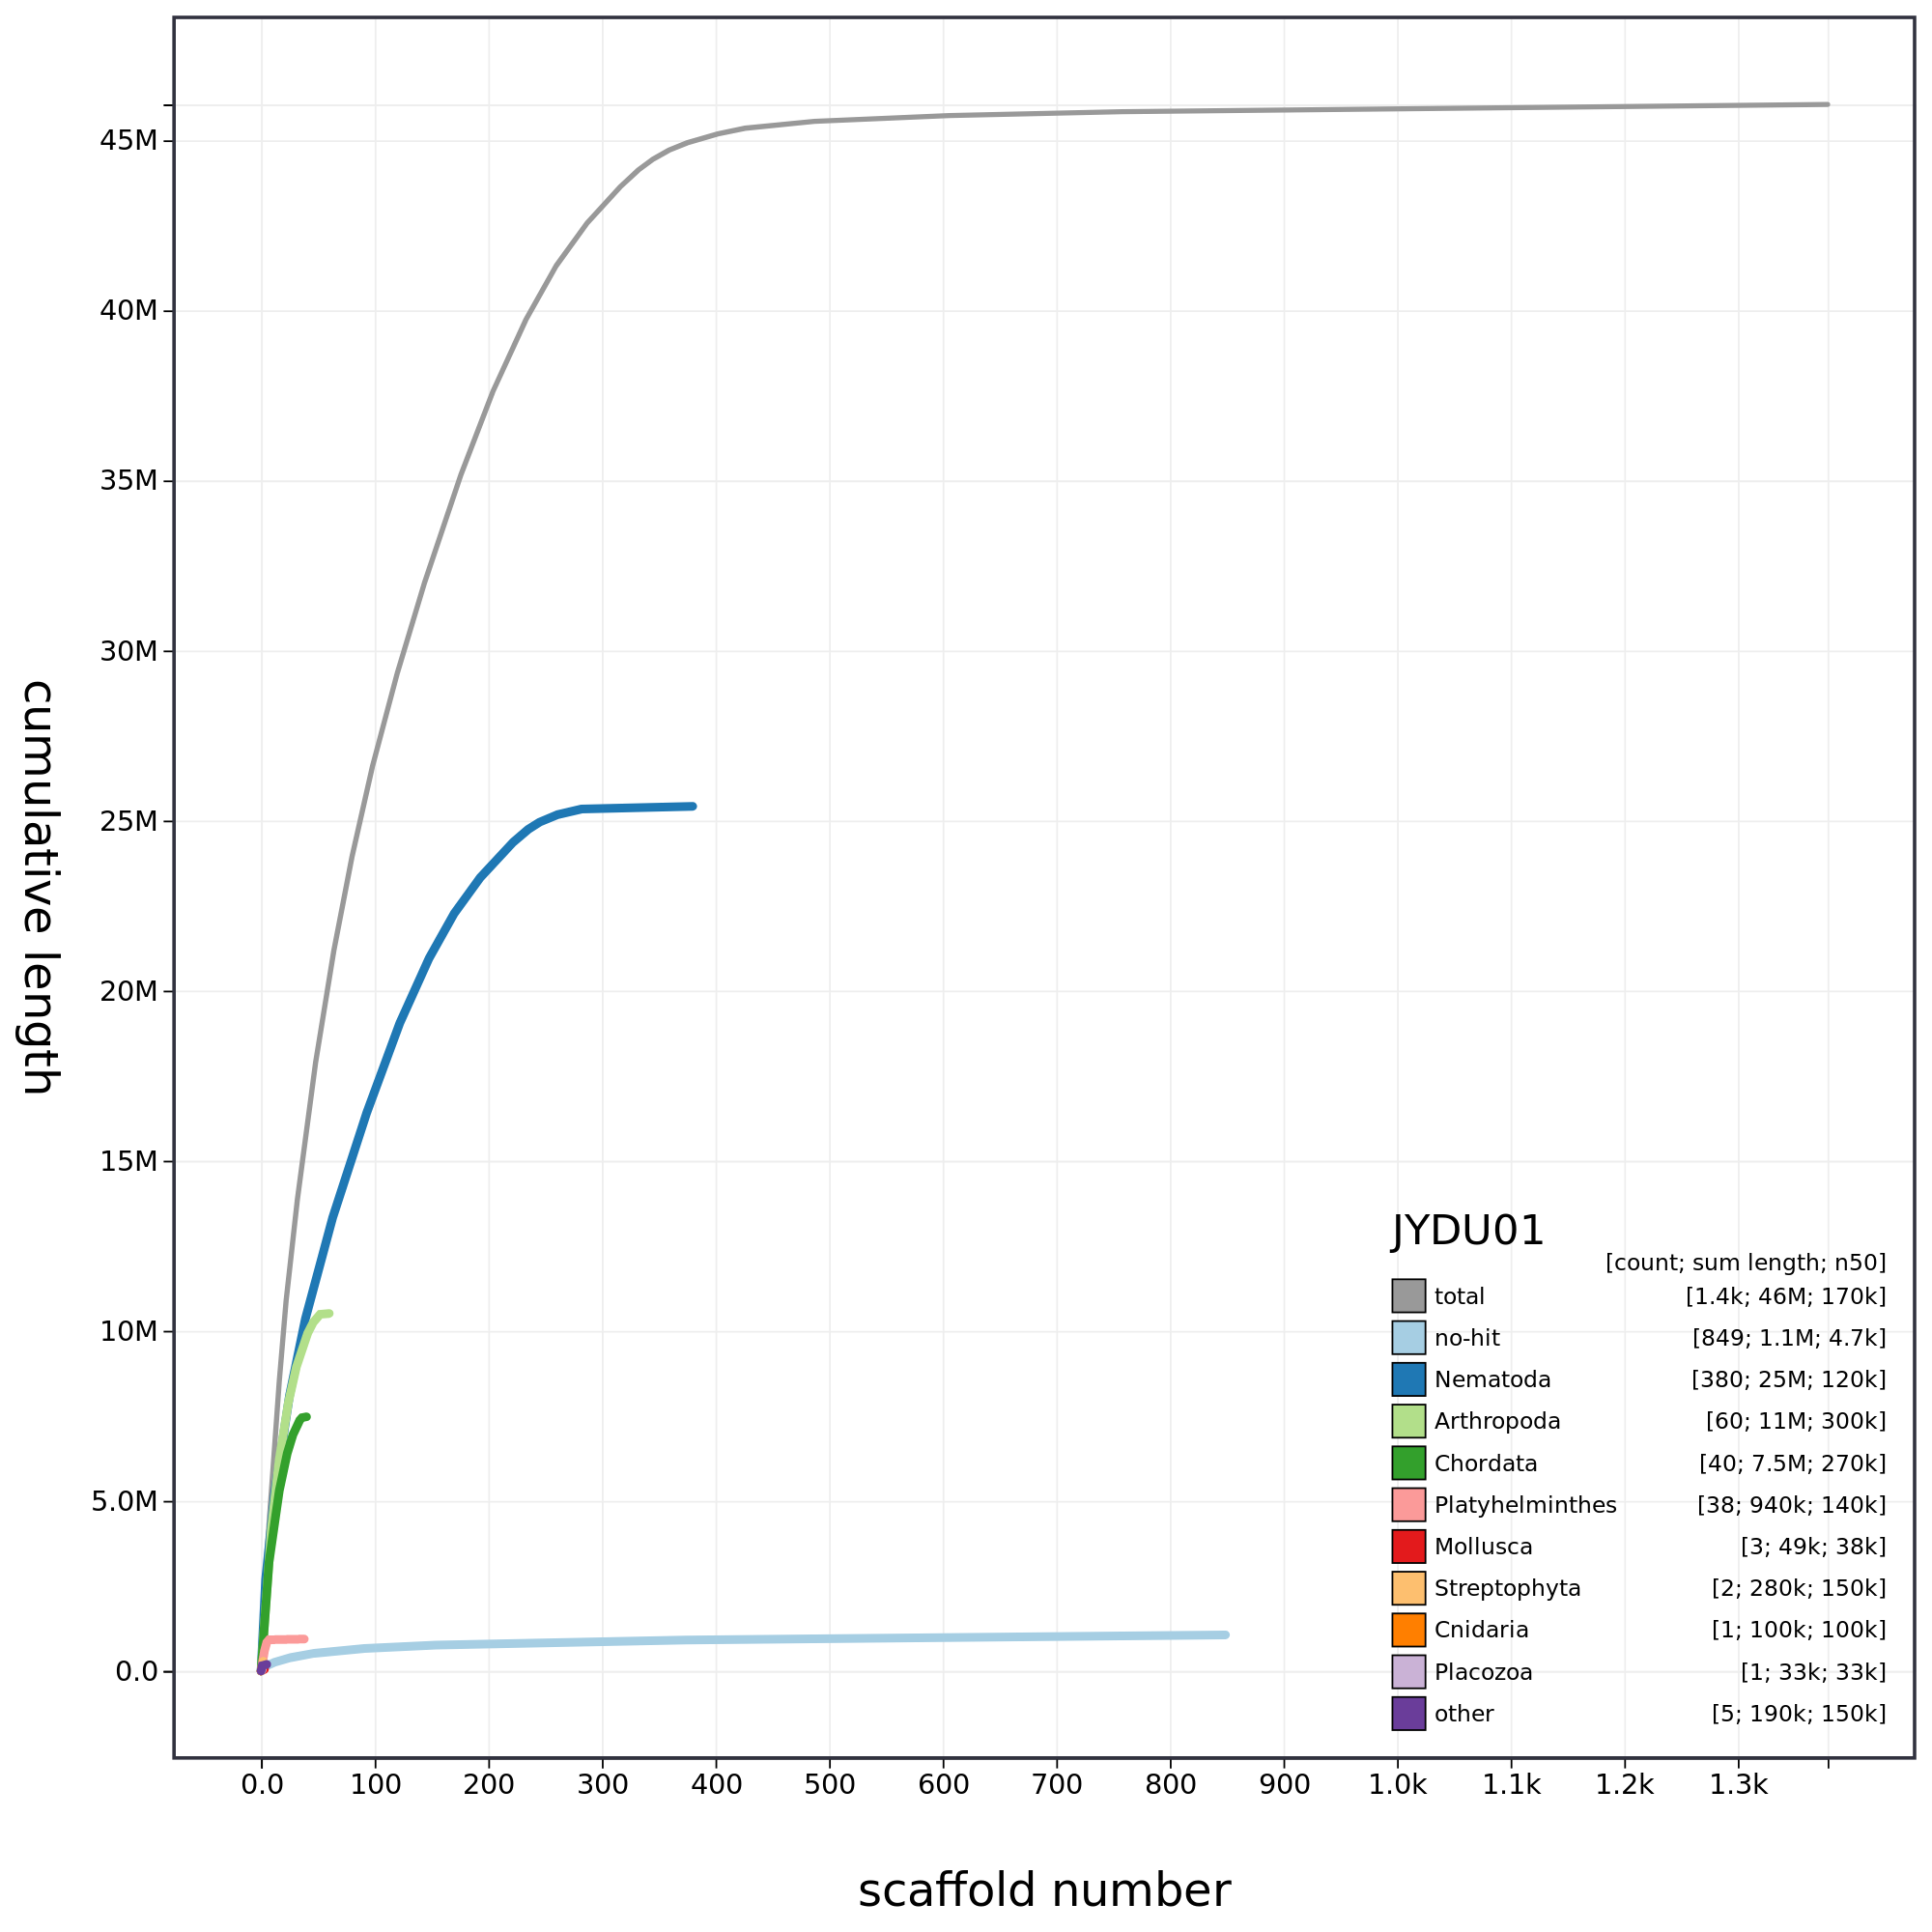 cumulative length
45M
40M
35M
30M
25M
20M
15M
10M
5.0M
0.0
JYDU01
[count; sum length; n50]
total [1.4k; 46M; 170k]
no-hit [849; 1.1M; 4.7k]
Nematoda [380; 25M; 120k]
Arthropoda [60; 11M; 300k]
Chordata [40; 7.5M; 270k]
Platyhelminthes [38; 940k; 140k]
Mollusca [3; 49k; 38k]
Streptophyta [2; 280k; 150k]
Cnidaria [1; 100k; 100k]
Placozoa [1; 33k; 33k]
other [5; 190k; 150k]
0.0 100 200 300 400 500 600 700 800 900 1.0k 1.1k 1.2k 1.3k
scaffold number